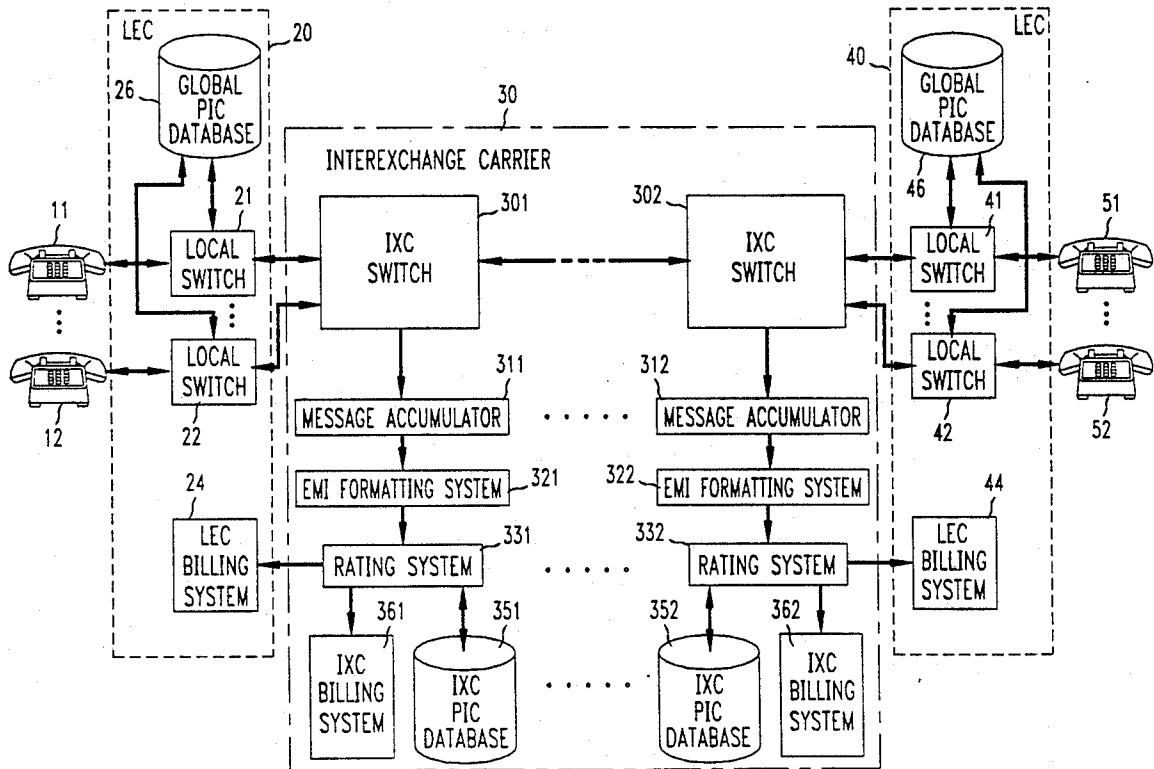 LEC
20
GLOBAL
PIC
DATABASE
26
11
21
LOCAL
SWITCH
LOCAL
SWITCH
12
22
24
LEC
BILLING
SYSTEM
30
INTEREXCHANGE CARRIER
301
IXC
SWITCH
302
IXC
SWITCH
311
MESSAGE ACCUMULATOR
312
MESSAGE ACCUMULATOR
321
EMI FORMATTING SYSTEM
322
EMI FORMATTING SYSTEM
331
RATING SYSTEM
332
RATING SYSTEM
361
IXC
BILLING
SYSTEM
351
IXC
PIC
DATABASE
352
IXC
PIC
DATABASE
362
IXC
BILLING
SYSTEM
LEC
40
GLOBAL
PIC
DATABASE
46
41
LOCAL
SWITCH
51
LOCAL
SWITCH
42
52
44
LEC
BILLING
SYSTEM